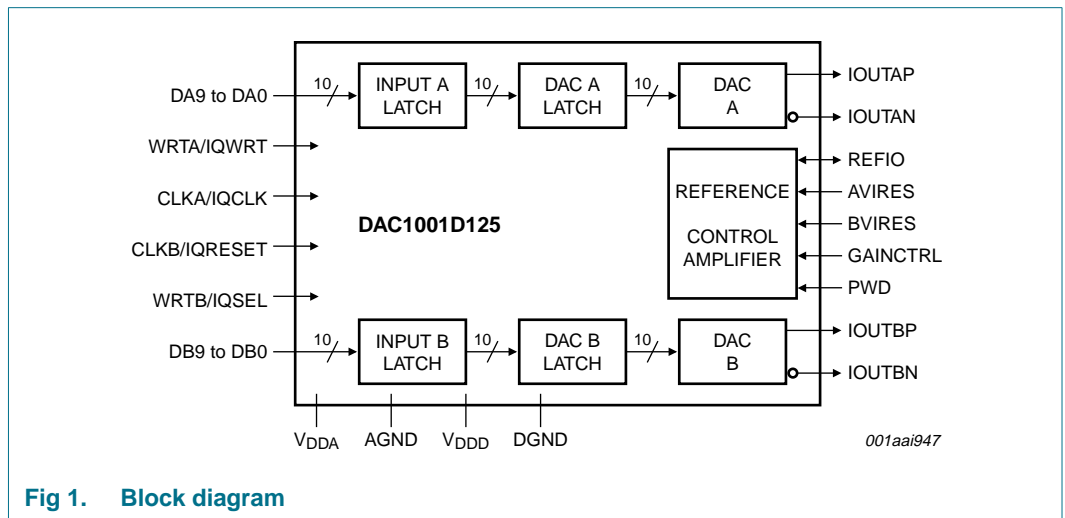 DA9 to DA0
10
INPUT A
LATCH
10
DAC A
LATCH
10
DAC
A
IOUTAP
IOUTAN
WRTA/IQWRT
CLKA/IQCLK
CLKB/IQRESET
WRTB/IQSEL
DAC1001D125
REFERENCE
CONTROL
AMPLIFIER
REFIO
AVIRES
BVIRES
GAINCTRL
PWD
DB9 to DB0
10
INPUT B
LATCH
10
DAC B
LATCH
10
DAC
B
IOUTBP
IOUTBN
VDDA AGND VDDD DGND
001aai947
Fig 1. Block diagram